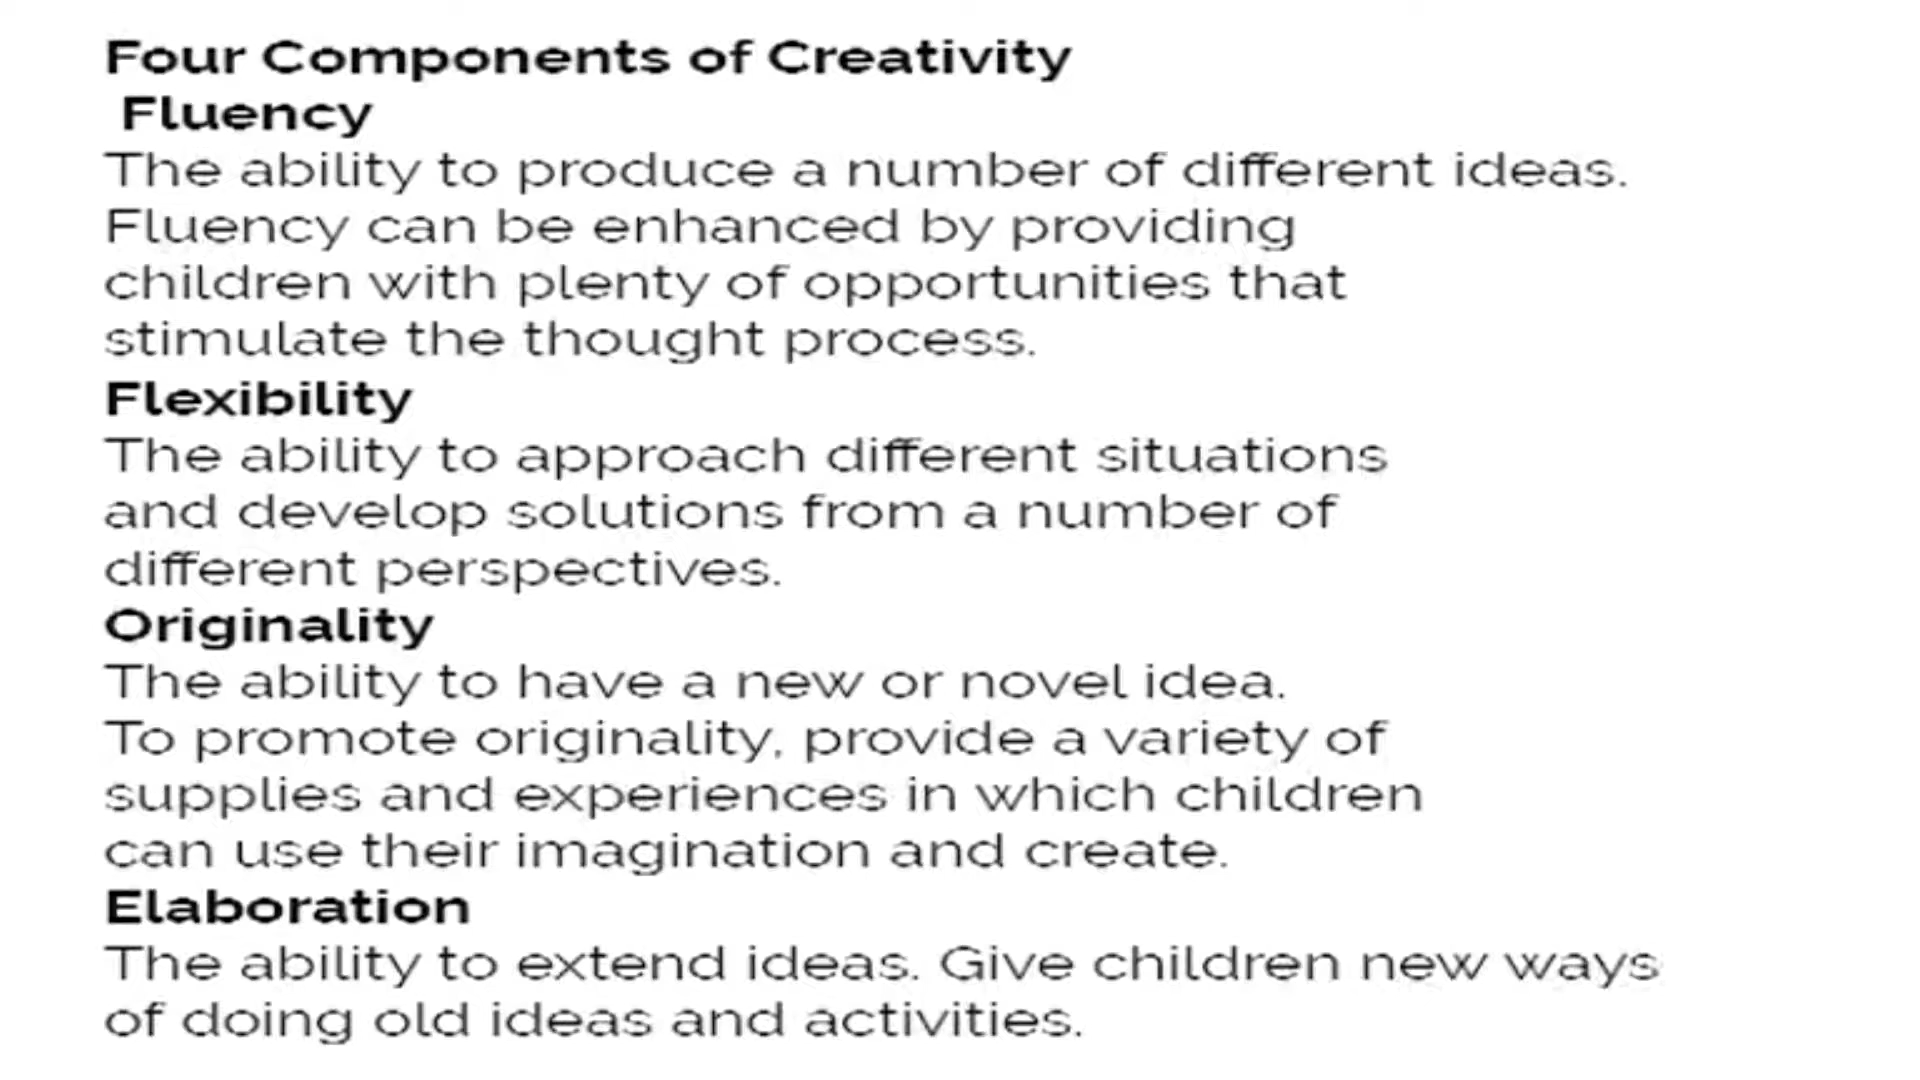 Four Components of Creativity
Fluency
The ability to produce a number of different ideas.
Fluency can be enhanced by providing
children with plenty of opportunities that
stimulate the thought process.
Flexibility
The ability to approach different situations
and develop solutions from a number of
different perspectives.
Originality
The ability to have a new or novel idea.
To promote originality, provide a variety of
supplies and experiences in which children
can use their imagination and create.
Elaboration
The ability to extend ideas. Give children new ways
of doing old ideas and activities.